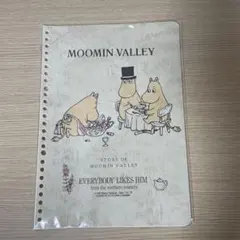 MOOMIN VALLEY
STORY OF
MOOMIN VALLEY
EVERYBODY LIKES HIM